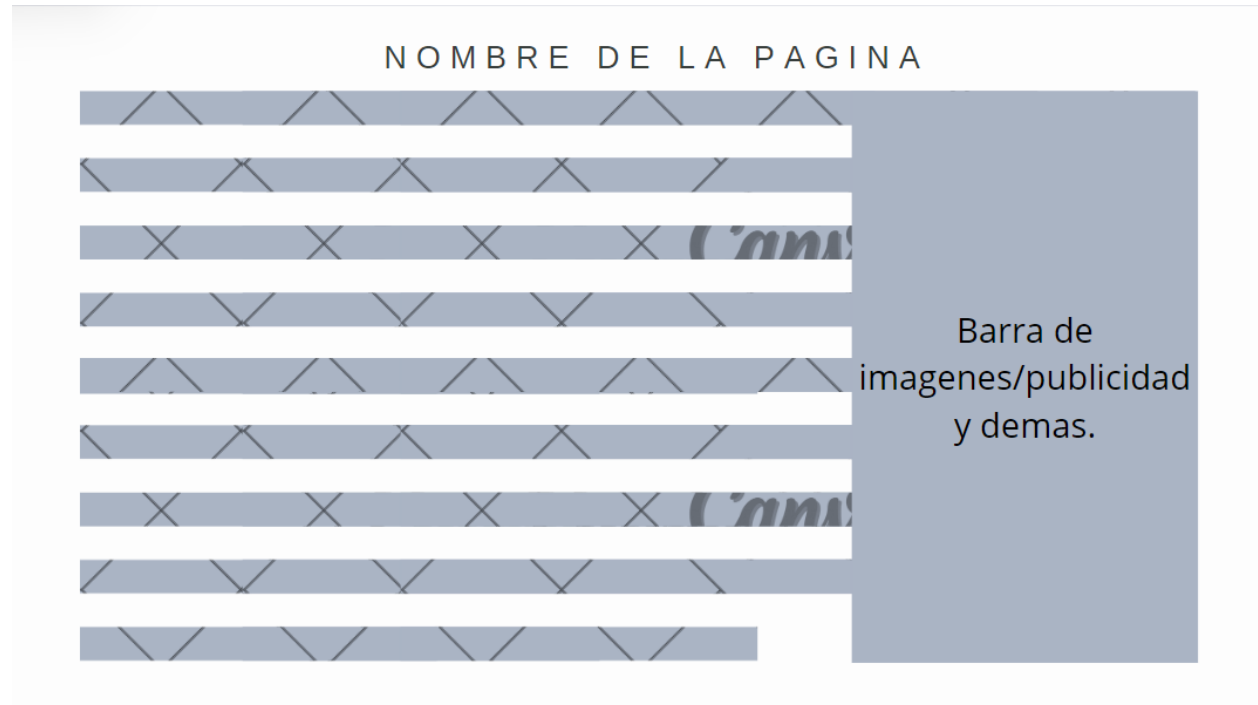 NOMBRE DE LA PAGINA
Barra de
imagenes/publicidad
y demas.